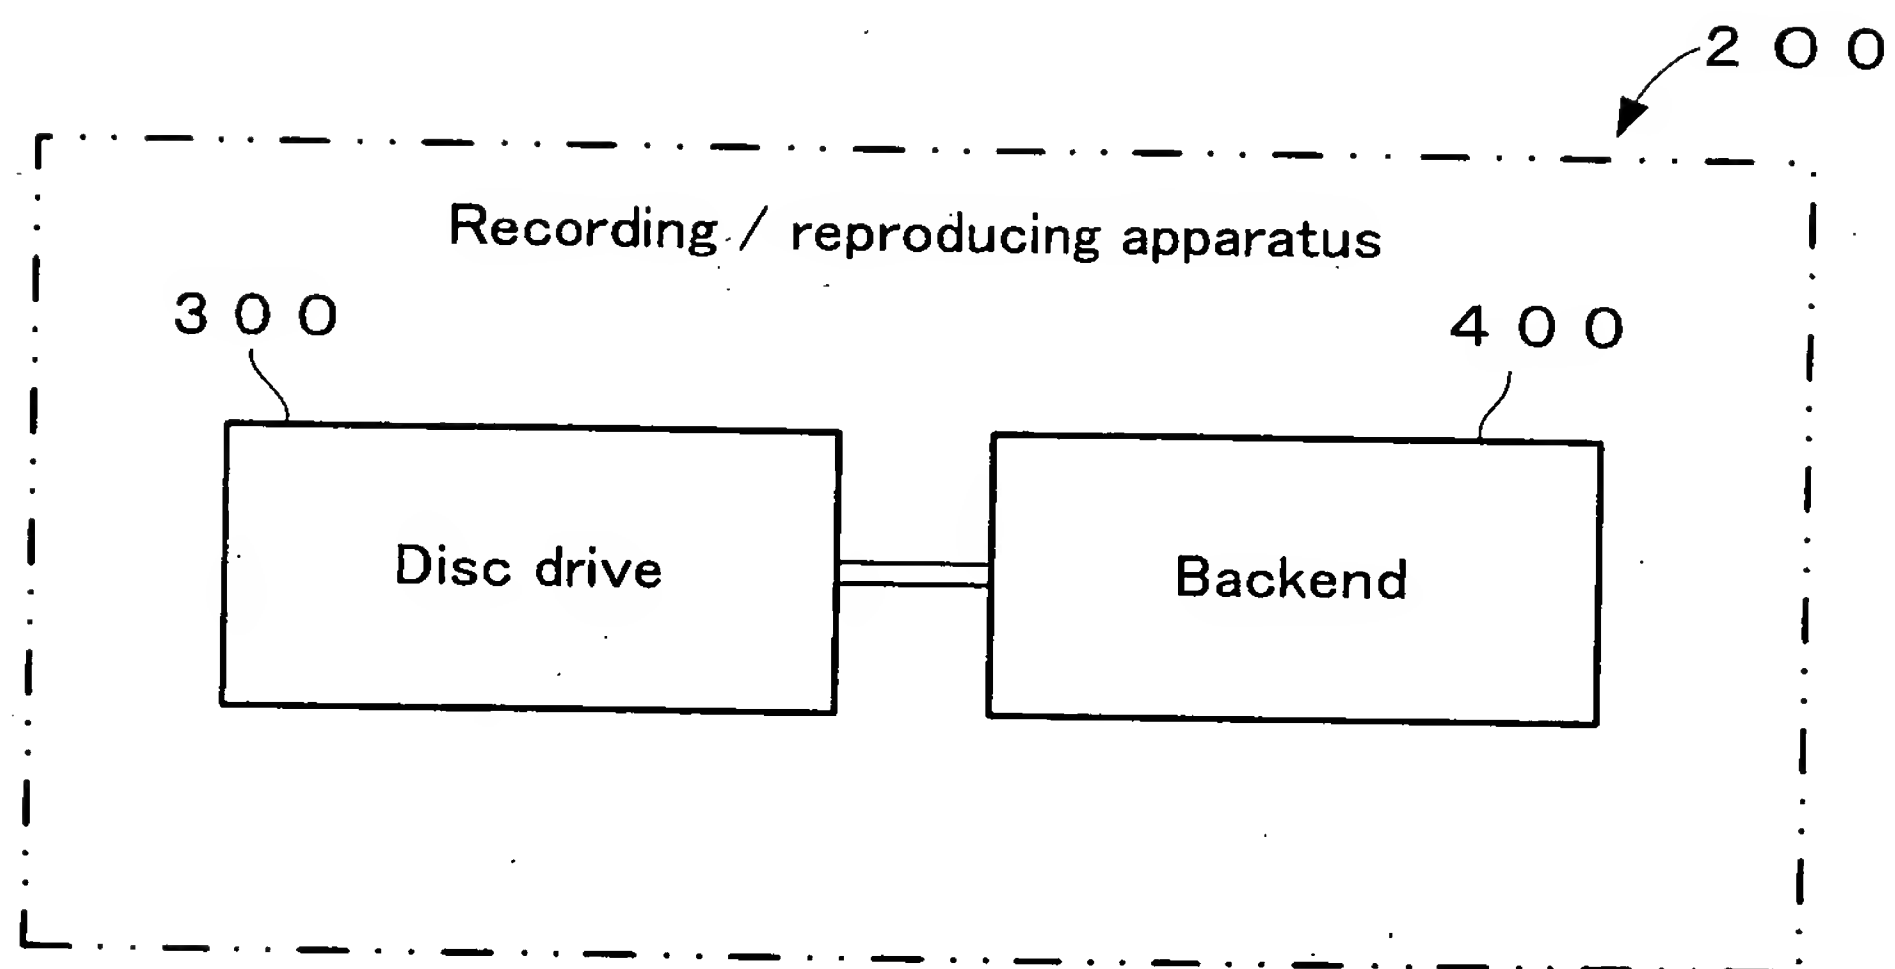 200
Recording / reproducing apparatus
300
400
Disc drive
Backend